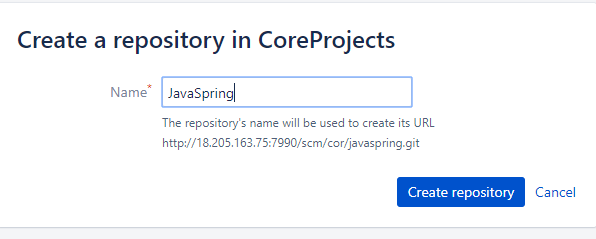 Create a repository in CoreProjects
Name* JavaSpring
The repository's name will be used to create its URL
http://18.205.163.75:7990/scm/cor/javaspring.git
Create repository Cancel